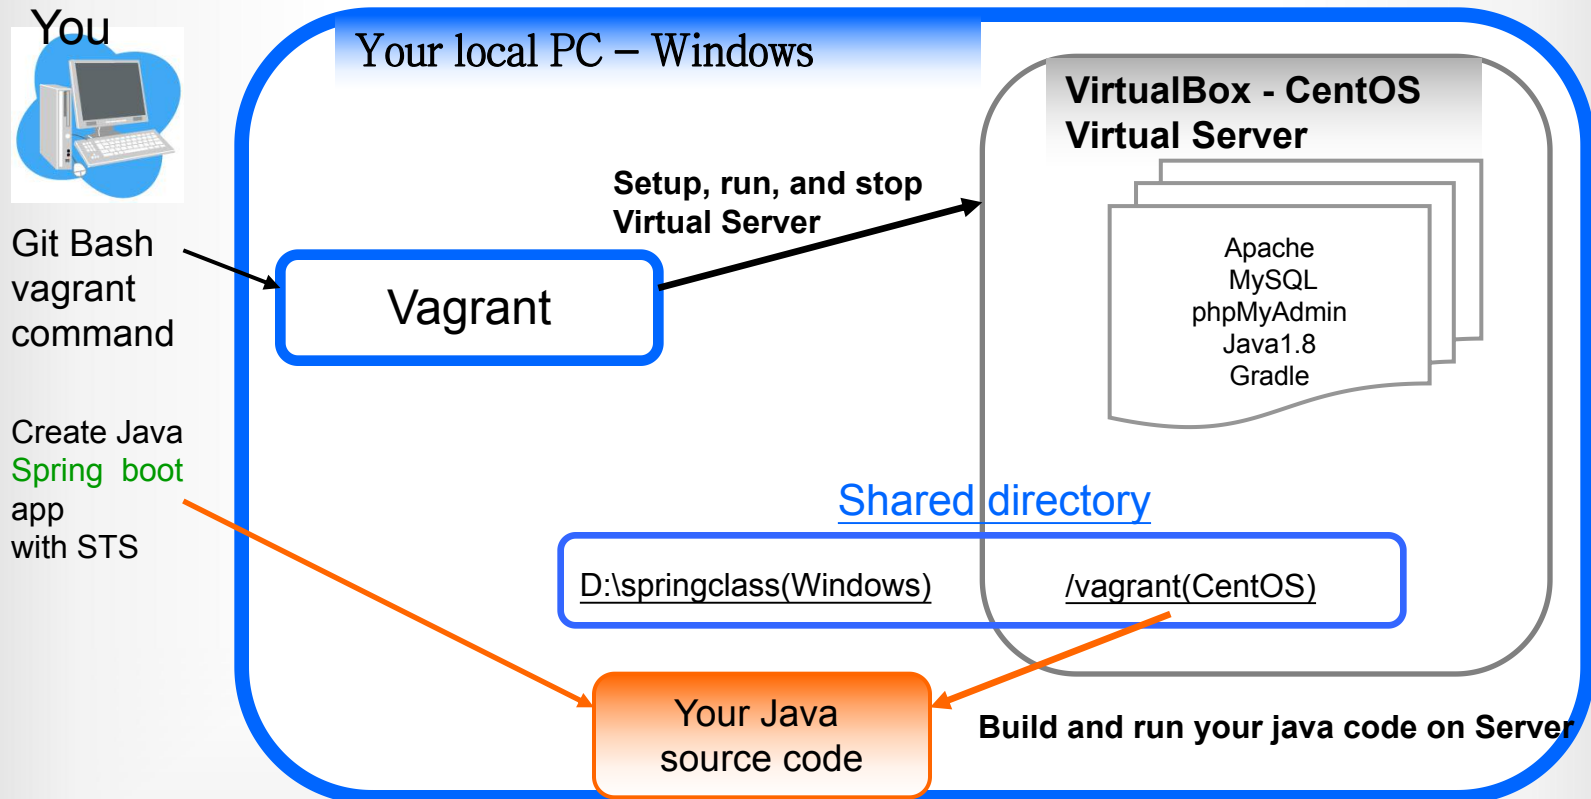 You
Your local PC – Windows
VirtualBox - CentOS
Virtual Server
Setup, run, and stop
Virtual Server
Git Bash
vagrant
command
Vagrant
Apache
MySQL
phpMyAdmin
Java1.8
Gradle
Create Java
Spring boot
app
with STS
Shared directory
D:\springclass(Windows)
/vagrant(CentOS)
Your Java
source code
Build and run your java code on Server